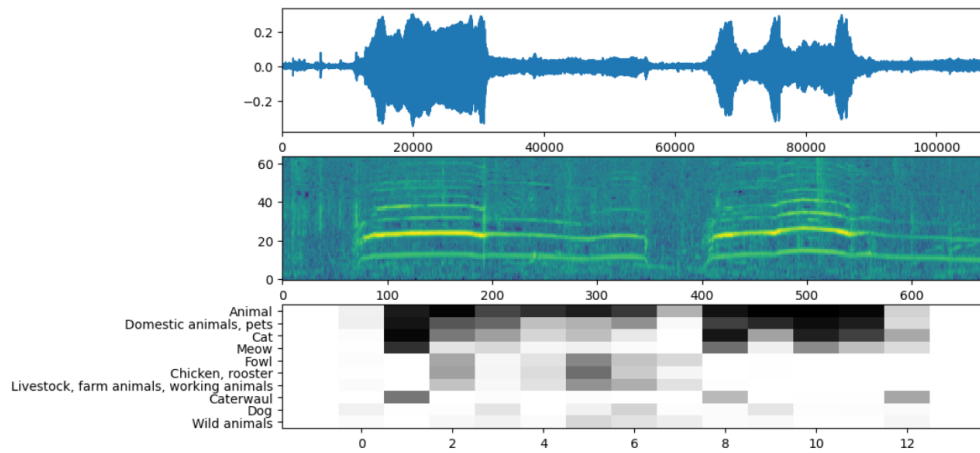 0.2
0.0
−0.2
0 20000 40000 60000 80000 100000
60
40
20
0
0 100 200 300 400 500 600
Animal
Domestic animals, pets
Cat
Meow
Fowl
Chicken, rooster
Livestock, farm animals, working animals
Caterwaul
Dog
Wild animals
0 2 4 6 8 10 12